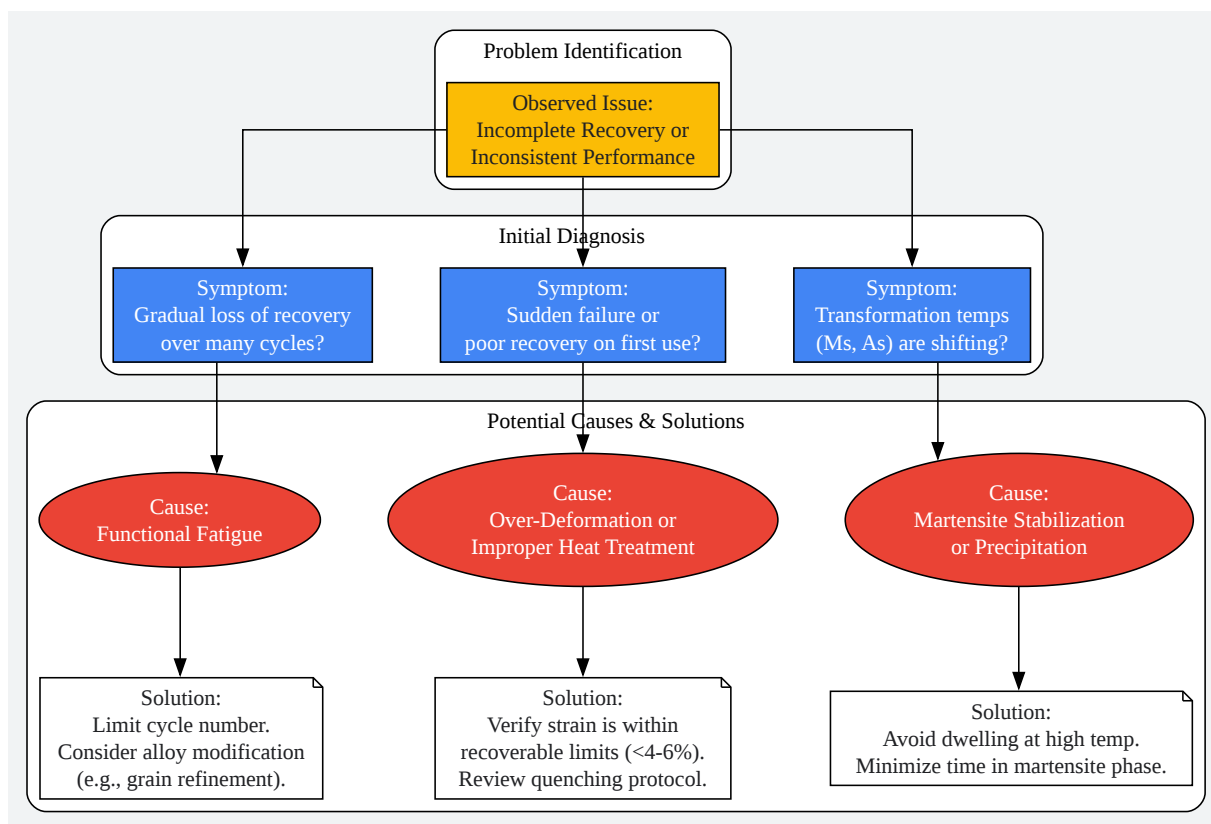 Problem Identification
Observed Issue:
Incomplete Recovery or
Inconsistent Performance
Initial Diagnosis
Symptom:
Gradual loss of recovery
over many cycles?
Symptom:
Sudden failure or
poor recovery on first use?
Symptom:
Transformation temps
(Ms, As) are shifting?
Potential Causes & Solutions
Cause:
Functional Fatigue
Cause:
Over-Deformation or
Improper Heat Treatment
Cause:
Martensite Stabilization
or Precipitation
Solution:
Limit cycle number.
Consider alloy modification
(e.g., grain refinement).
Solution:
Verify strain is within
recoverable limits (<4-6%).
Review quenching protocol.
Solution:
Avoid dwelling at high temp.
Minimize time in martensite phase.